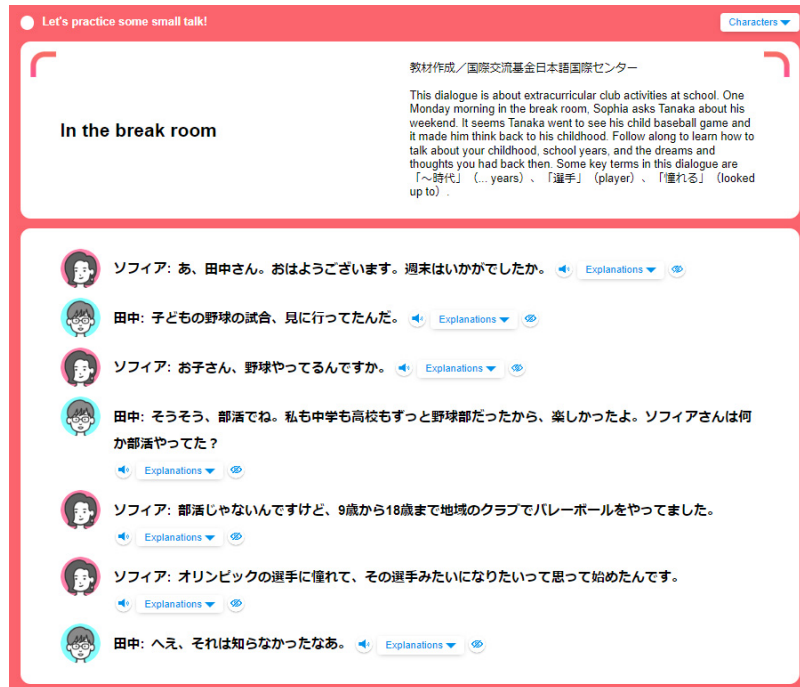 Let's practice some small talk!
Characters
教材作成／国際交流基金日本語国際センター
This dialogue is about extracurricular club activities at school. One
Monday morning in the break room, Sophia asks Tanaka about his
weekend. It seems Tanaka went to see his child baseball game and
it made him think back to his childhood. Follow along to learn how to
talk about your childhood, school years, and the dreams and
thoughts you had back then. Some key terms in this dialogue are
「～時代」（... years）、「選手」（player）、「憧れる」（looked
up to）.
In the break room
ソフィア: あ、田中さん。おはようございます。週末はいかがでしたか。 Explanations
田中: 子どもの野球の試合、見に行ってたんだ。 Explanations
ソフィア: お子さん、野球やってるんですか。 Explanations
田中: そうそう、部活でね。私も中学も高校もずっと野球部だったから、楽しかったよ。ソフィアさんは何
か部活やってた？
Explanations
ソフィア: 部活じゃないんですけど、9歳から18歳まで地域のクラブでバレーボールをやってました。
Explanations
ソフィア: オリンピックの選手に憧れて、その選手みたいになりたいって思って始めたんです。
Explanations
田中: へえ、それは知らなかったなあ。 Explanations